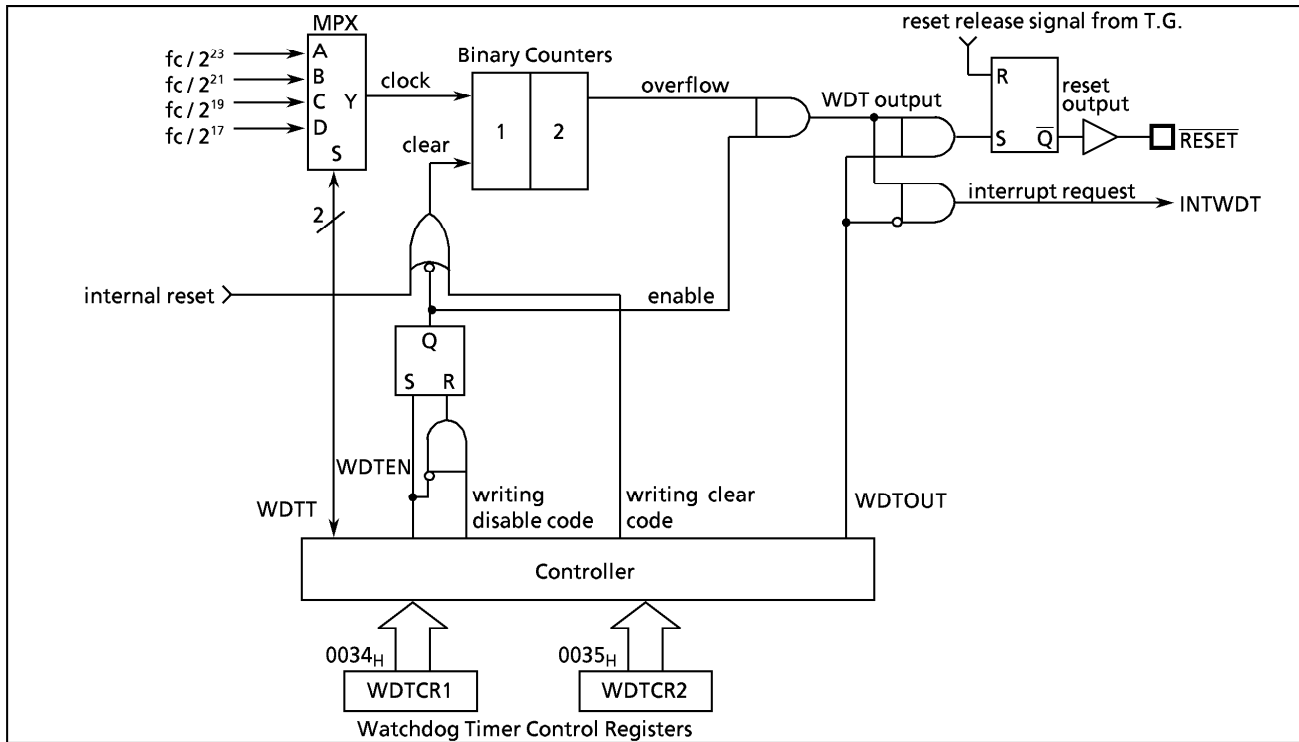 MPX
reset release signal from T.G.
fc / 2²³
fc / 2²¹
fc / 2¹⁹
fc / 2¹⁷
A
B
C
D
Y
S
clock
Binary Counters
1
2
clear
overflow
WDT output
R
S
Q̅
reset
output
R̅E̅S̅E̅T̅
interrupt request
INTWDT
2
internal reset
enable
Q
S
R
WDTEN
WDTT
writing
disable code
writing clear
code
WDTOUT
Controller
0034H
0035H
WDTCR1
WDTCR2
Watchdog Timer Control Registers